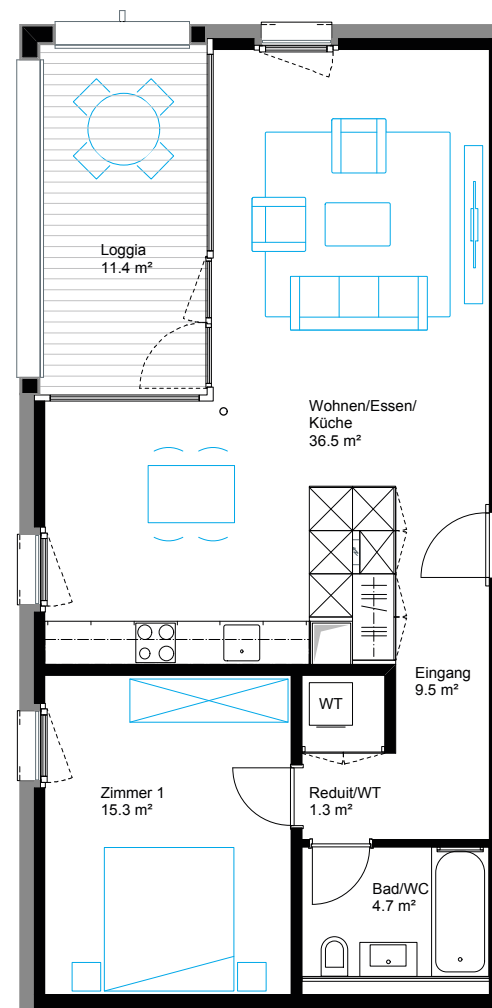 Loggia
11.4 m²
Wohnen/Essen/
Küche
36.5 m²
Eingang
9.5 m²
WT
Zimmer 1
15.3 m²
Reduit/WT
1.3 m²
Bad/WC
4.7 m²